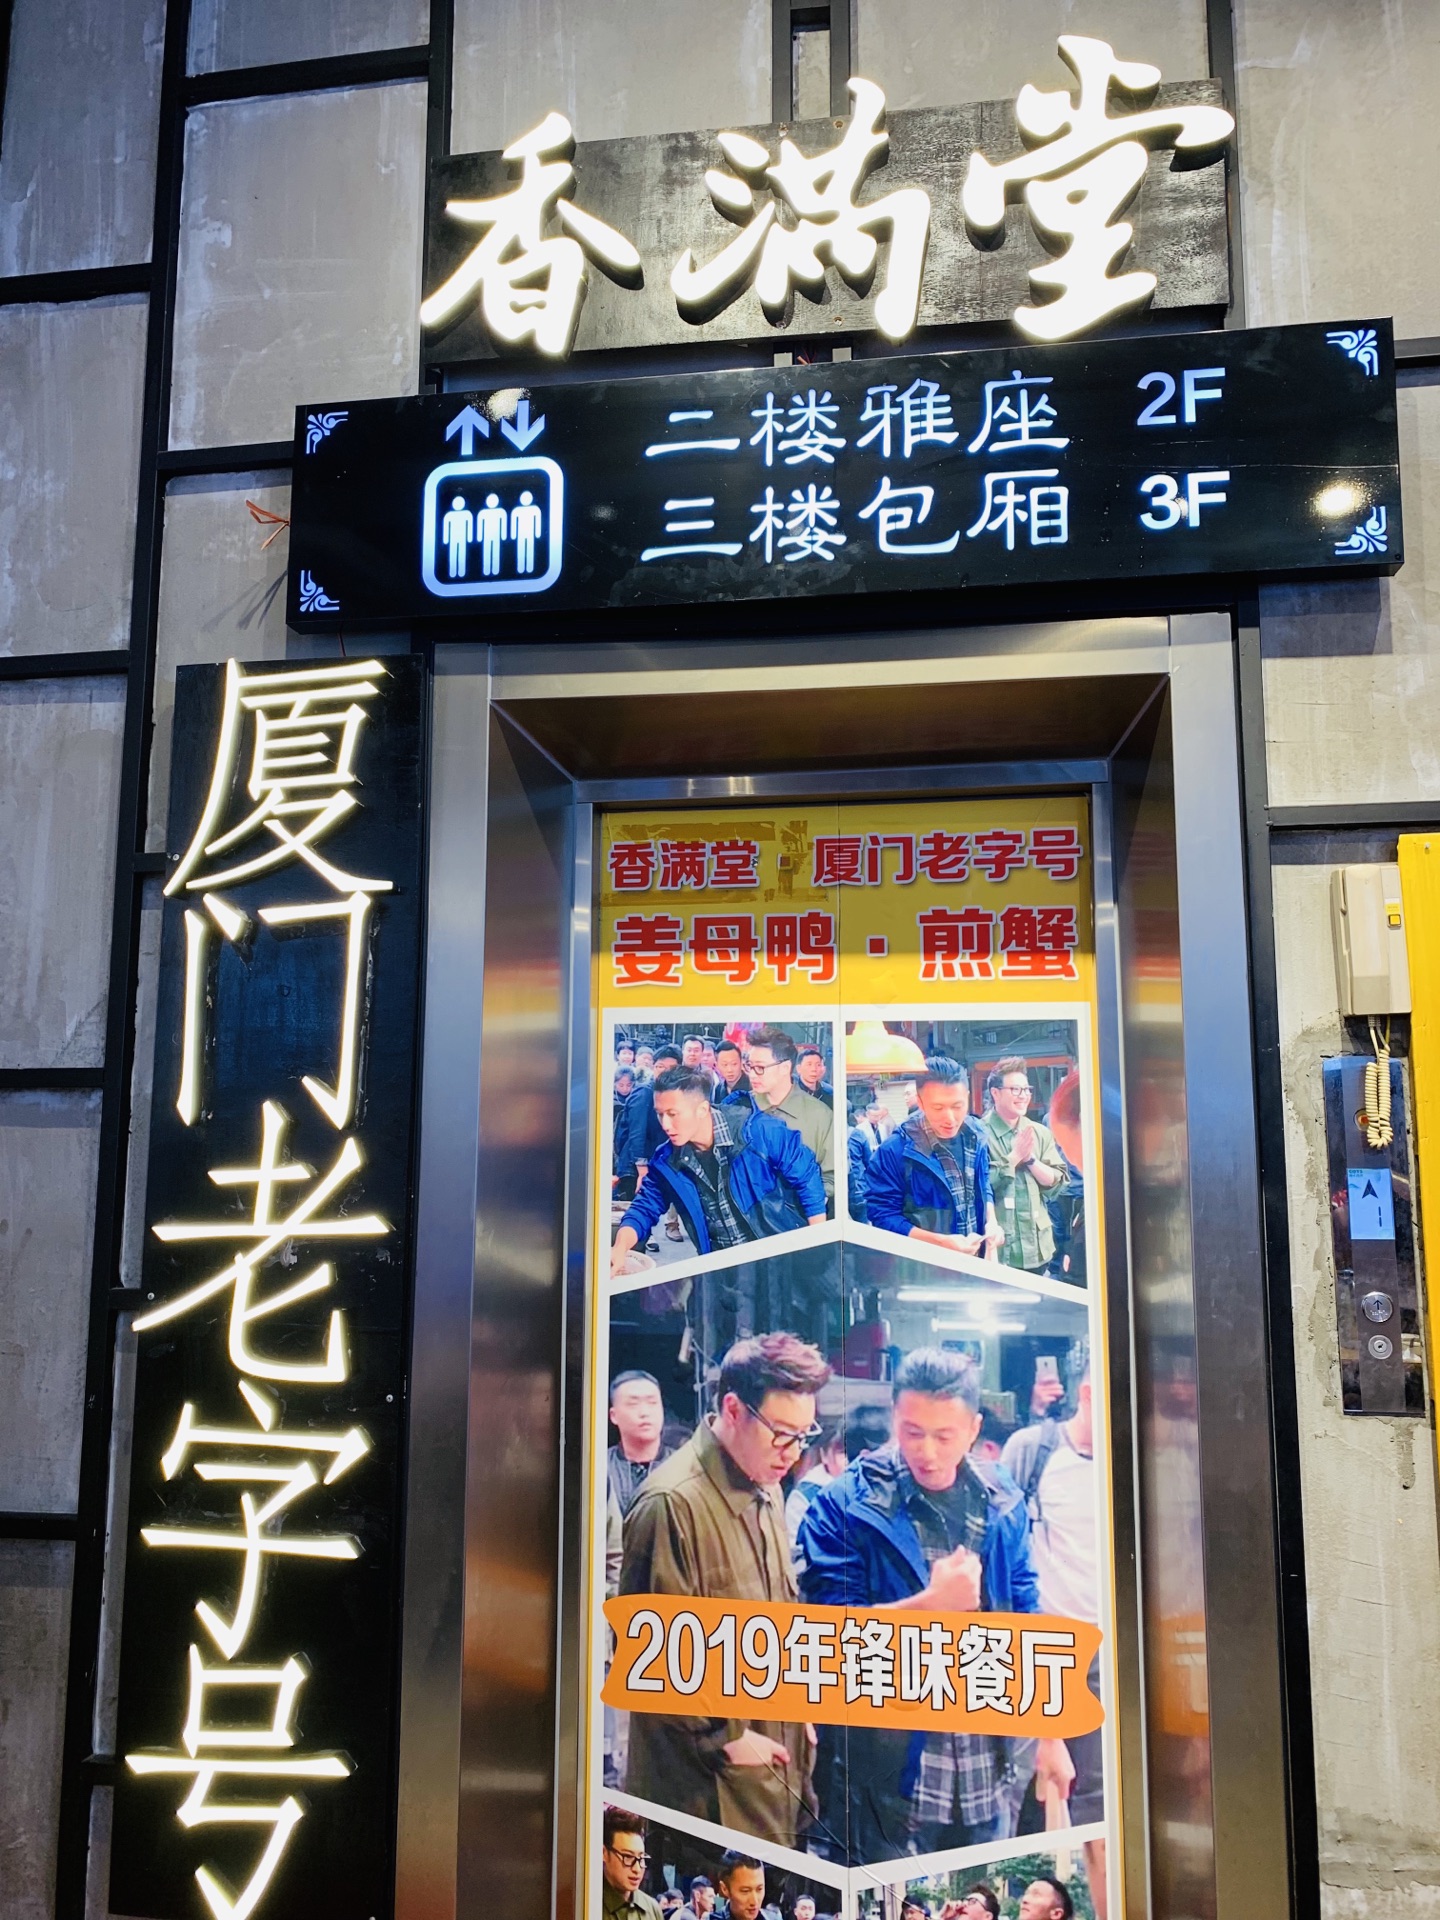 香满堂
二楼雅座 2F
三楼包厢 3F
厦门老字号
香满堂·厦门老字号
姜母鸭·煎蟹
2019年锋味餐厅
1